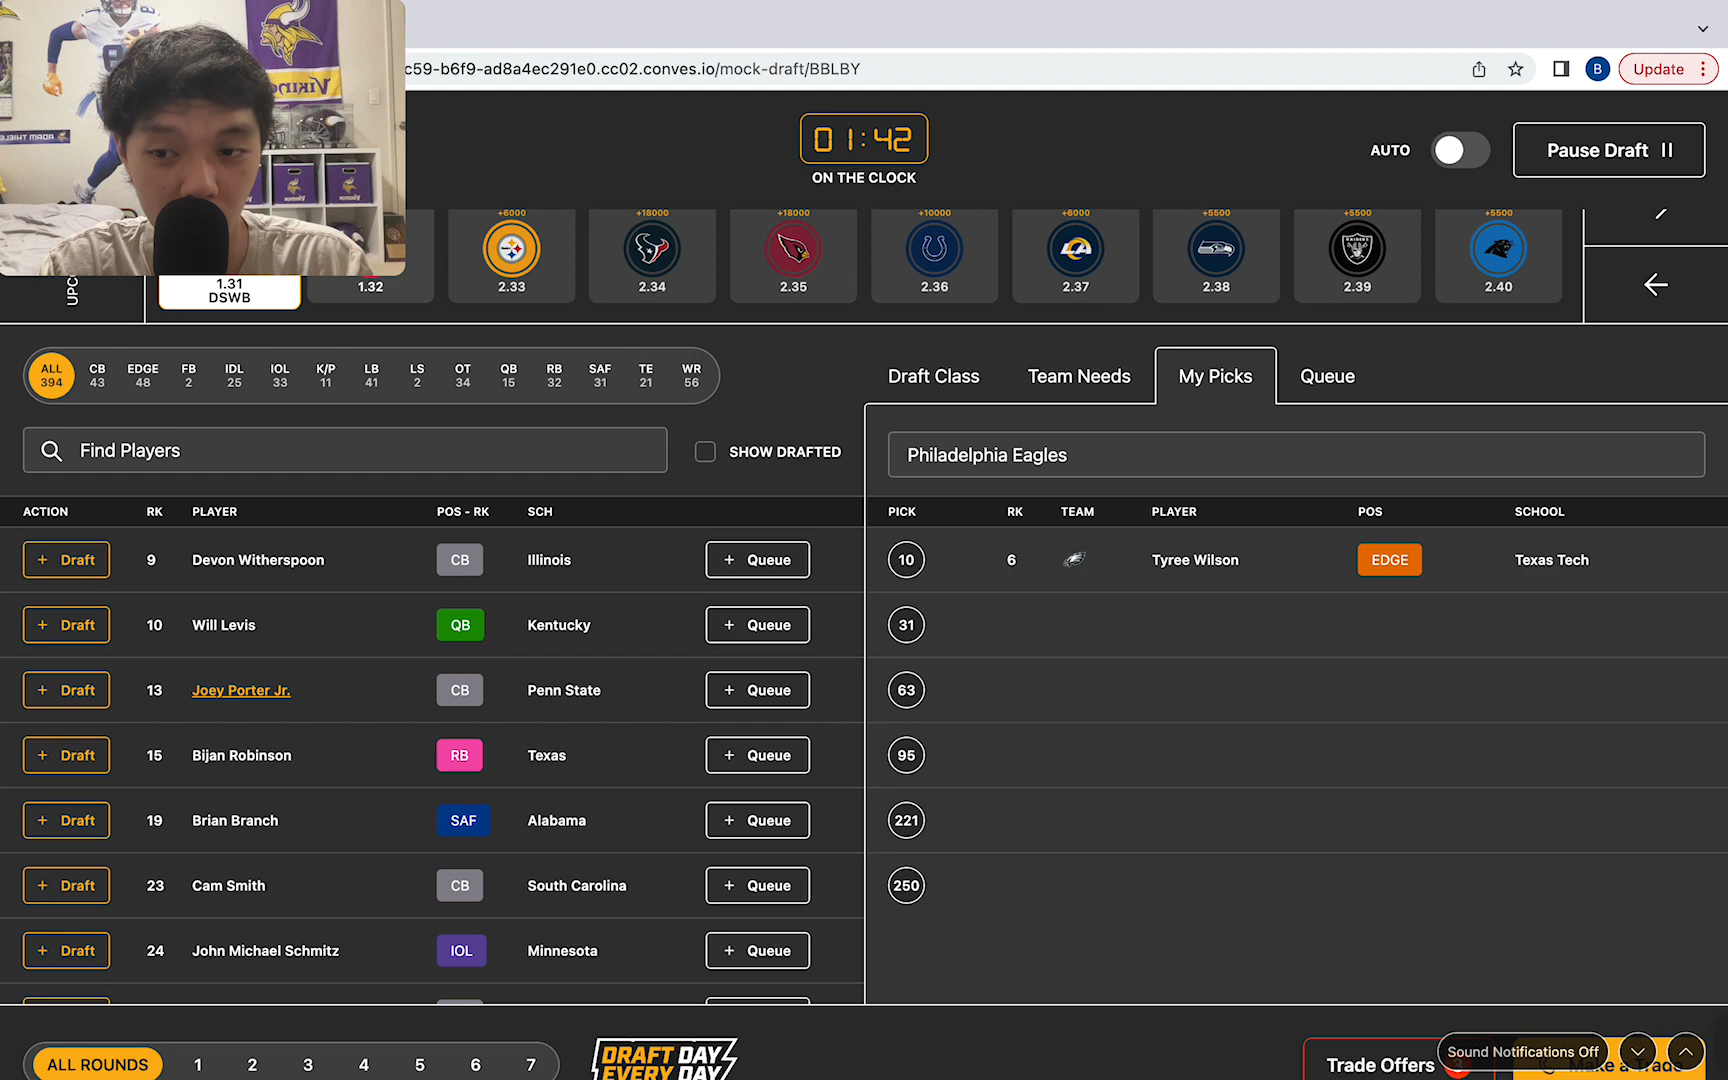 c59-b6f9-ad8a4ec291e0.cc02.conves.io/mock-draft/BBLBY
B
Update
01:42
ON THE CLOCK
AUTO
Pause Draft
UPC
1.31
DSWB
1.32
+6000
2.33
+18000
2.34
+18000
2.35
+10000
2.36
+6000
2.37
+5500
2.38
+5500
RAIDERS
2.39
+5500
2.40
ALL 394
CB 43
EDGE 48
FB 2
IDL 25
IOL 33
K/P 11
LB 41
LS 2
OT 34
QB 15
RB 32
SAF 31
TE 21
WR 56
Find Players
SHOW DRAFTED
ACTION RK PLAYER POS - RK SCH
+ Draft 9 Devon Witherspoon CB Illinois + Queue
+ Draft 10 Will Levis QB Kentucky + Queue
+ Draft 13 Joey Porter Jr. CB Penn State + Queue
+ Draft 15 Bijan Robinson RB Texas + Queue
+ Draft 19 Brian Branch SAF Alabama + Queue
+ Draft 23 Cam Smith CB South Carolina + Queue
+ Draft 24 John Michael Schmitz IOL Minnesota + Queue
Draft Class
Team Needs
My Picks
Queue
Philadelphia Eagles
PICK RK TEAM PLAYER POS SCHOOL
10 6 Tyree Wilson EDGE Texas Tech
31
63
95
221
250
ALL ROUNDS 1 2 3 4 5 6 7
DRAFT DAY
EVERY DAY
Trade Offers 3
Sound Notifications Off
Make a Trade